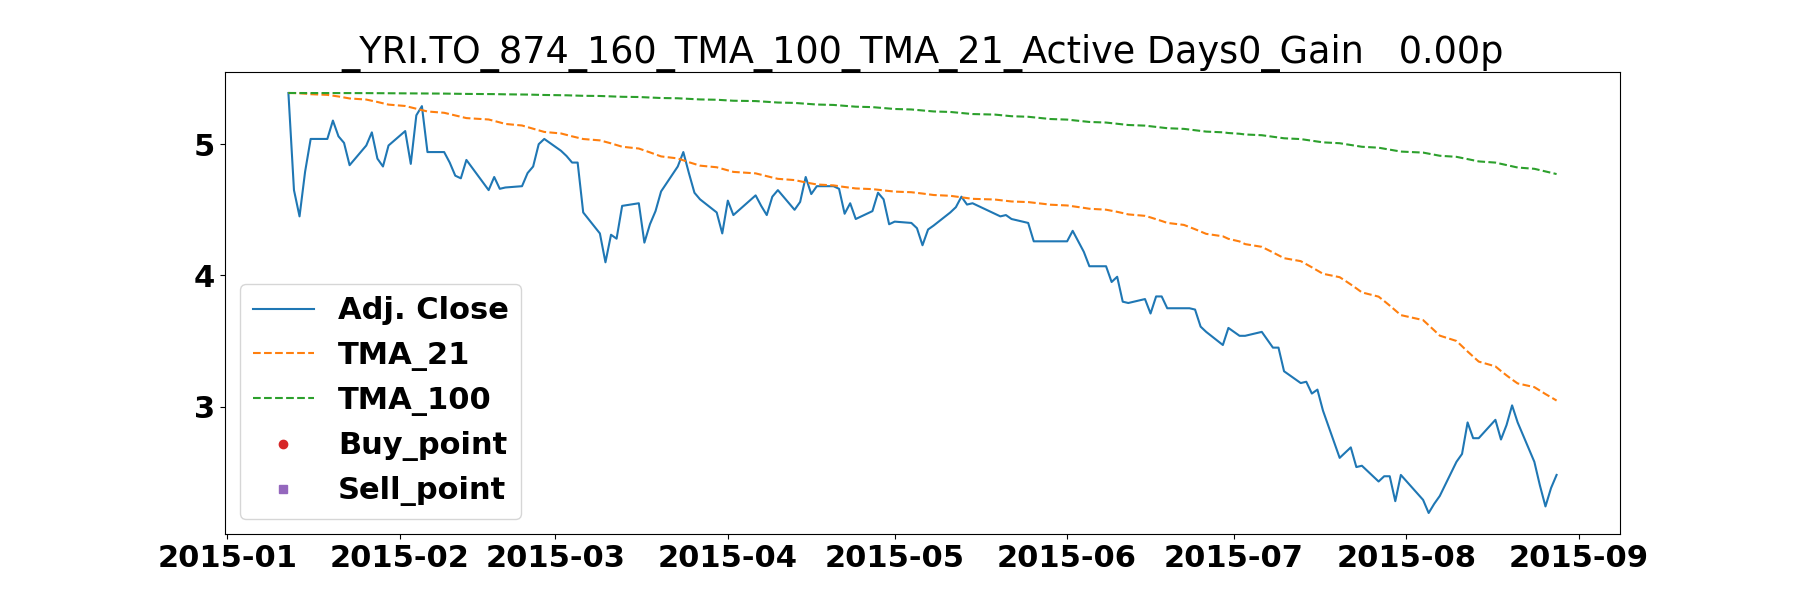 _YRI.TO_874_160_TMA_100_TMA_21_Active Days0_Gain   0.00p
5
4
3
Adj. Close
TMA_21
TMA_100
Buy_point
Sell_point
2015-01 2015-02 2015-03 2015-04 2015-05 2015-06 2015-07 2015-08 2015-09